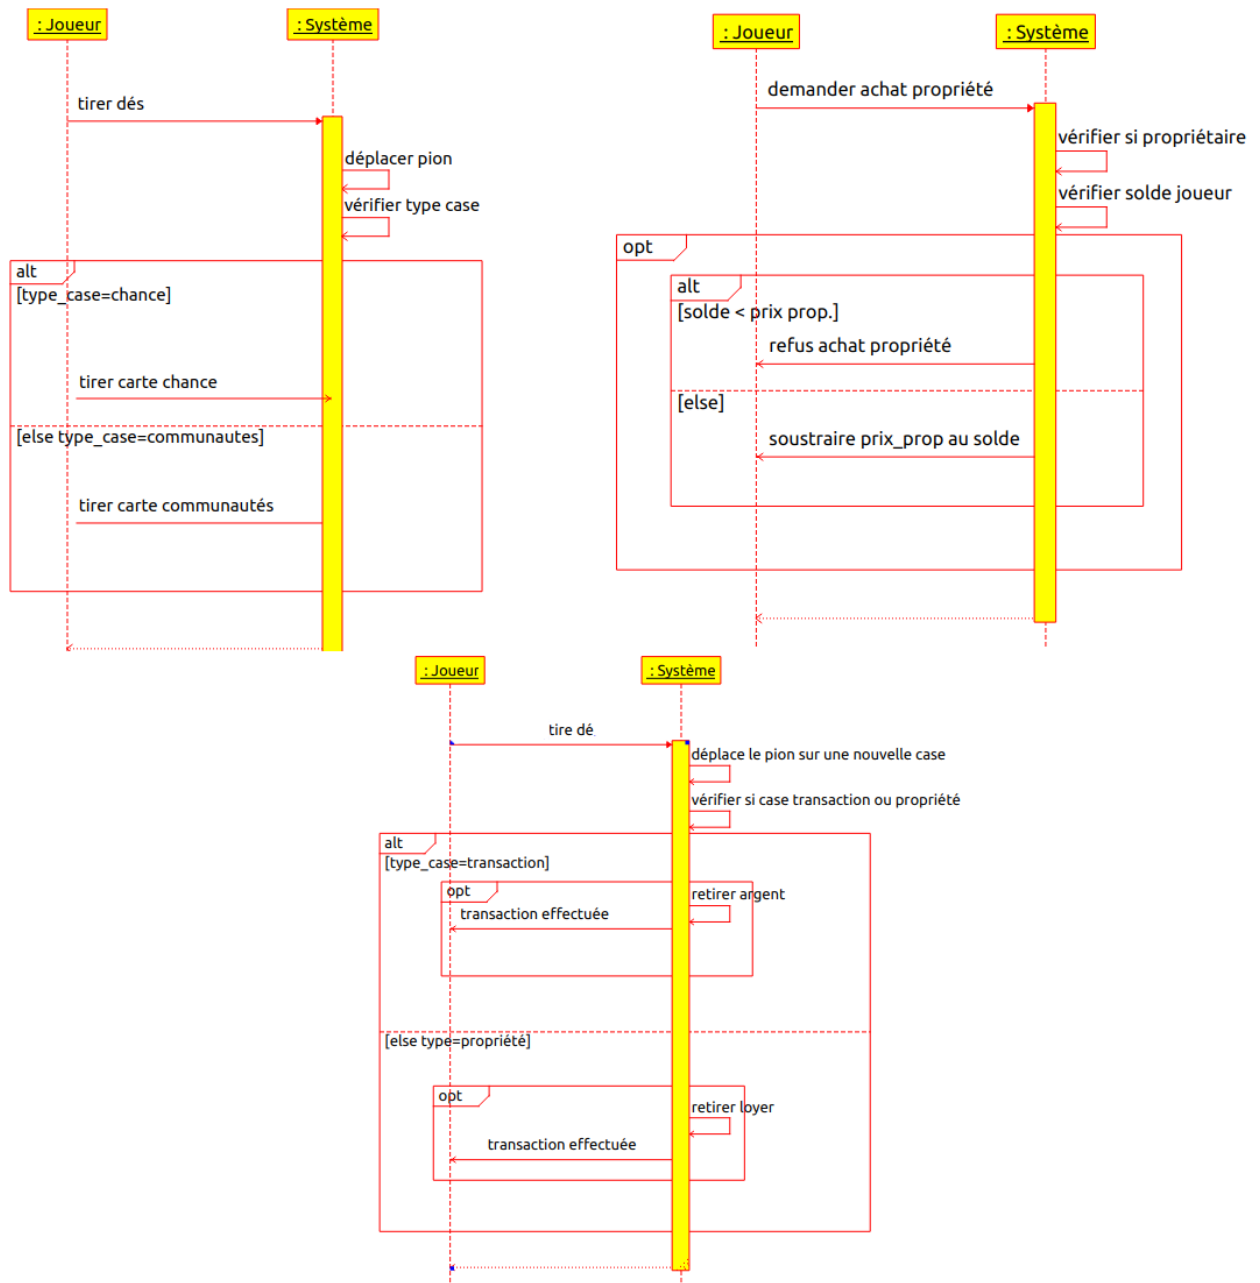 : Joueur
: Système
tirer dés
déplacer pion
vérifier type case
alt
[type_case=chance]
tirer carte chance
[else type_case=communautes]
tirer carte communautés
: Joueur
: Système
demander achat propriété
vérifier si propriétaire
vérifier solde joueur
opt
alt
[solde < prix prop.]
refus achat propriété
[else]
soustraire prix_prop au solde
: Joueur
: Système
tire dé
déplace le pion sur une nouvelle case
vérifier si case transaction ou propriété
alt
[type_case=transaction]
opt
retirer argent
transaction effectuée
[else type=propriété]
opt
retirer loyer
transaction effectuée